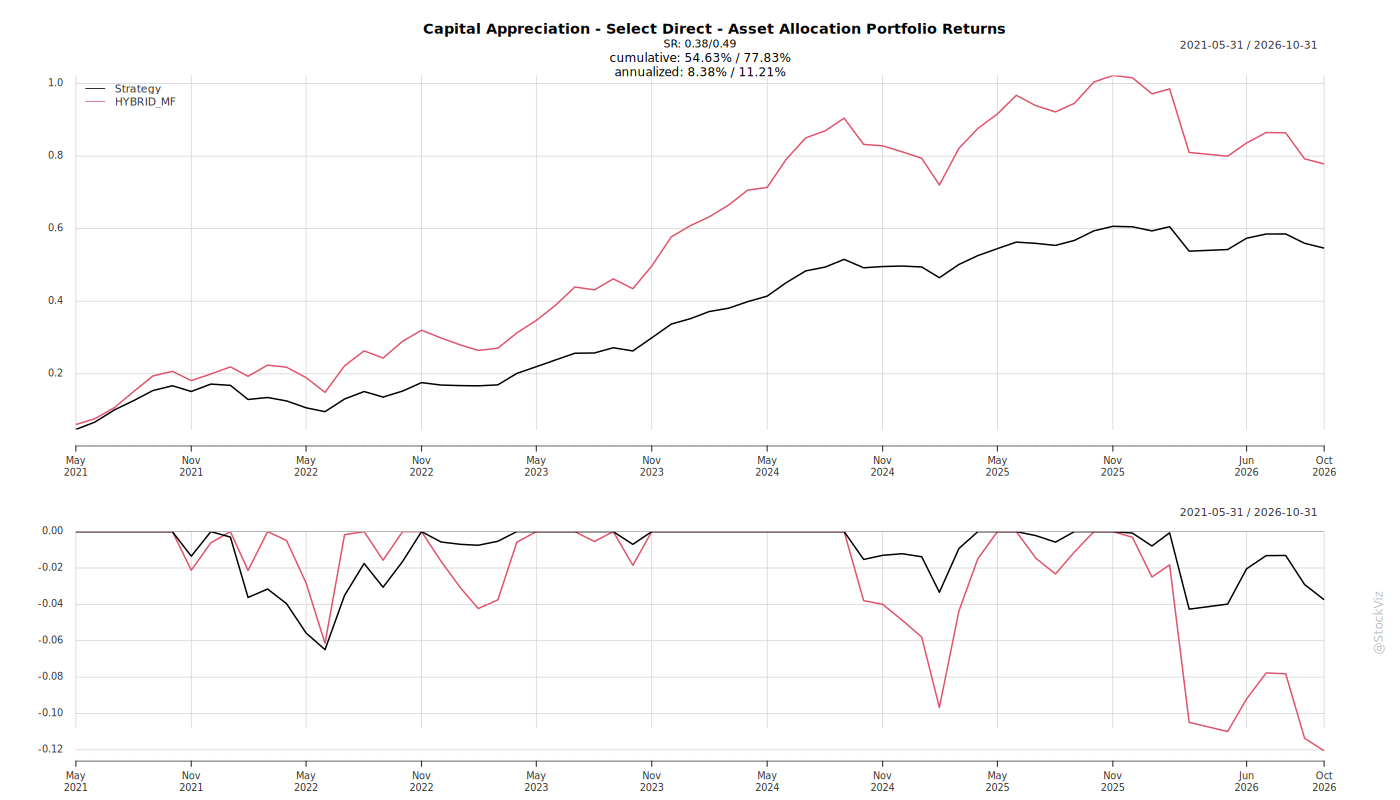 Capital Appreciation - Select Direct - Asset Allocation Portfolio Returns
SR: 0.38/0.49
cumulative: 54.63% / 77.83%
annualized: 8.38% / 11.21%
2021-05-31 / 2026-10-31
Strategy
HYBRID_MF
1.0
0.8
0.6
0.4
0.2
May Nov May Nov May Nov May Nov May Nov Jun Oct
2021 2021 2022 2022 2023 2023 2024 2024 2025 2025 2026 2026
2021-05-31 / 2026-10-31
0.00
-0.02
-0.04
-0.06
-0.08
-0.10
-0.12
May Nov May Nov May Nov May Nov May Nov Jun Oct
2021 2021 2022 2022 2023 2023 2024 2024 2025 2025 2026 2026
@StockViz